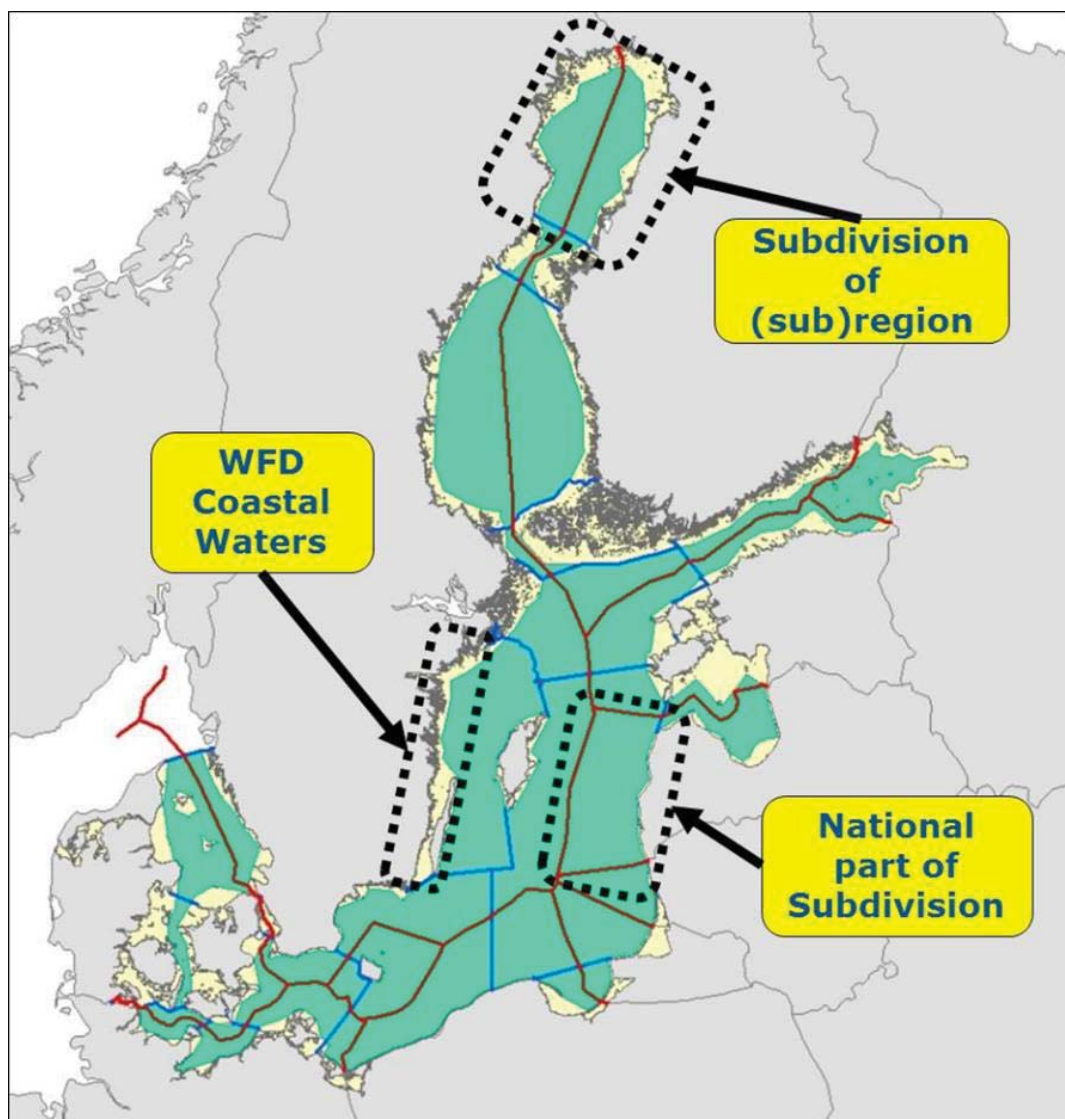 Subdivision
of
(sub)region
WFD
Coastal
Waters
National
part of
Subdivision